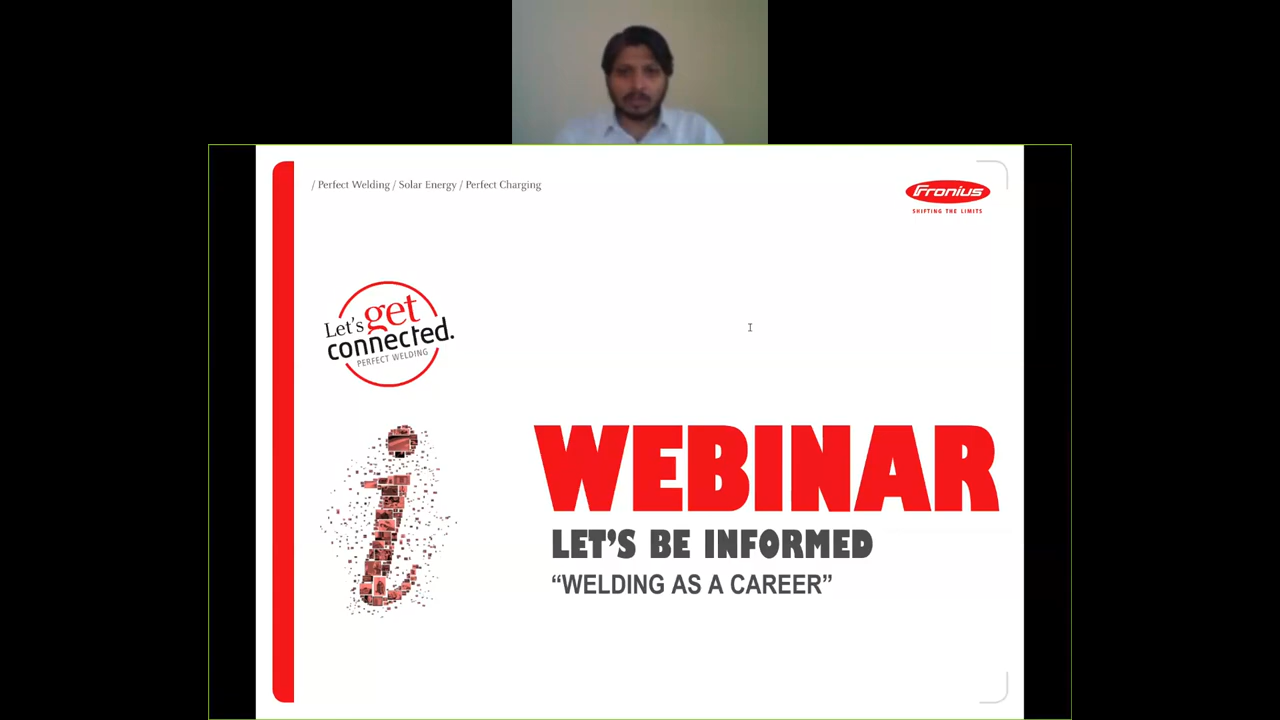 / Perfect Welding / Solar Energy / Perfect Charging
Fronius
SHIFTING THE LIMITS
Let's get
connected.
PERFECT WELDING
WEBINAR
LET'S BE INFORMED
“WELDING AS A CAREER”